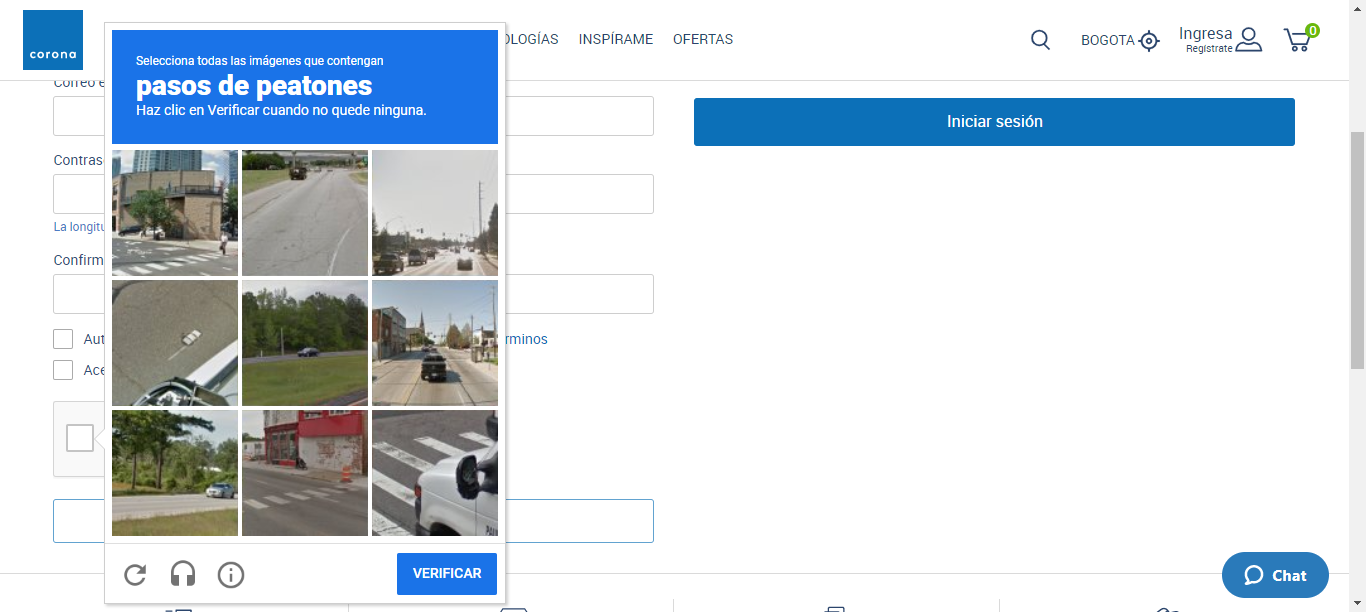 corona
OLOGÍAS
INSPÍRAME
OFERTAS
BOGOTA
Ingresa
Regístrate
0
Selecciona todas las imágenes que contengan
pasos de peatones
Haz clic en Verificar cuando no quede ninguna.
Correo e
Iniciar sesión
Contras
La longitu
Confirm
Aut
rminos
Ace
VERIFICAR
Chat